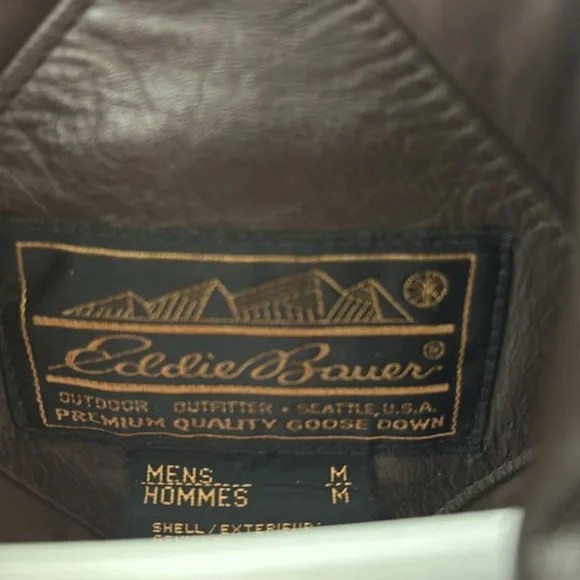 Eddie Bauer®
OUTDOOR OUTFITTER • SEATTLE, U.S.A.
PREMIUM QUALITY GOOSE DOWN
MENS M
HOMMES M
SHELL/EXTERIEUR: